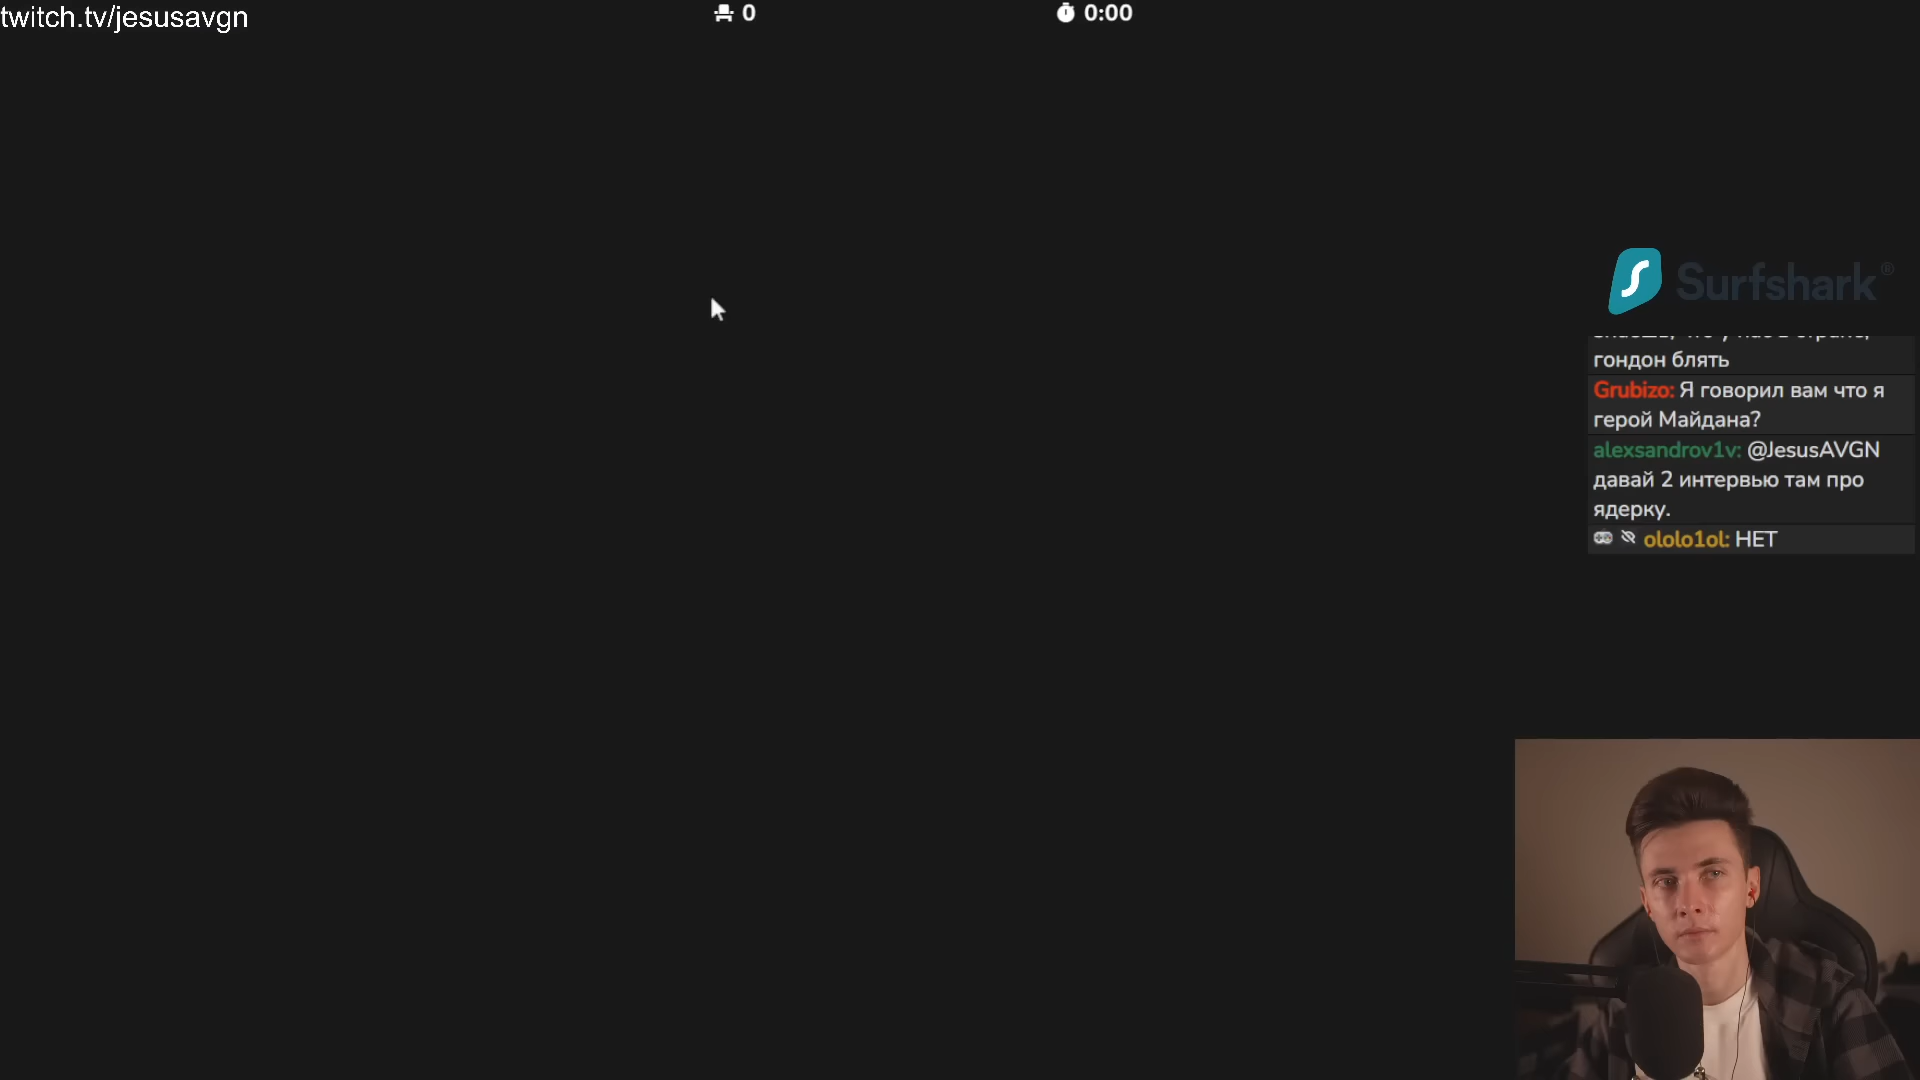 twitch.tv/jesusavgn
0
0:00
Surfshark®
гондон блять
Grubizo: Я говорил вам что я
герой Майдана?
alexsandrov1v: @JesusAVGN
давай 2 интервью там про
ядерку.
ololo1ol: НЕТ